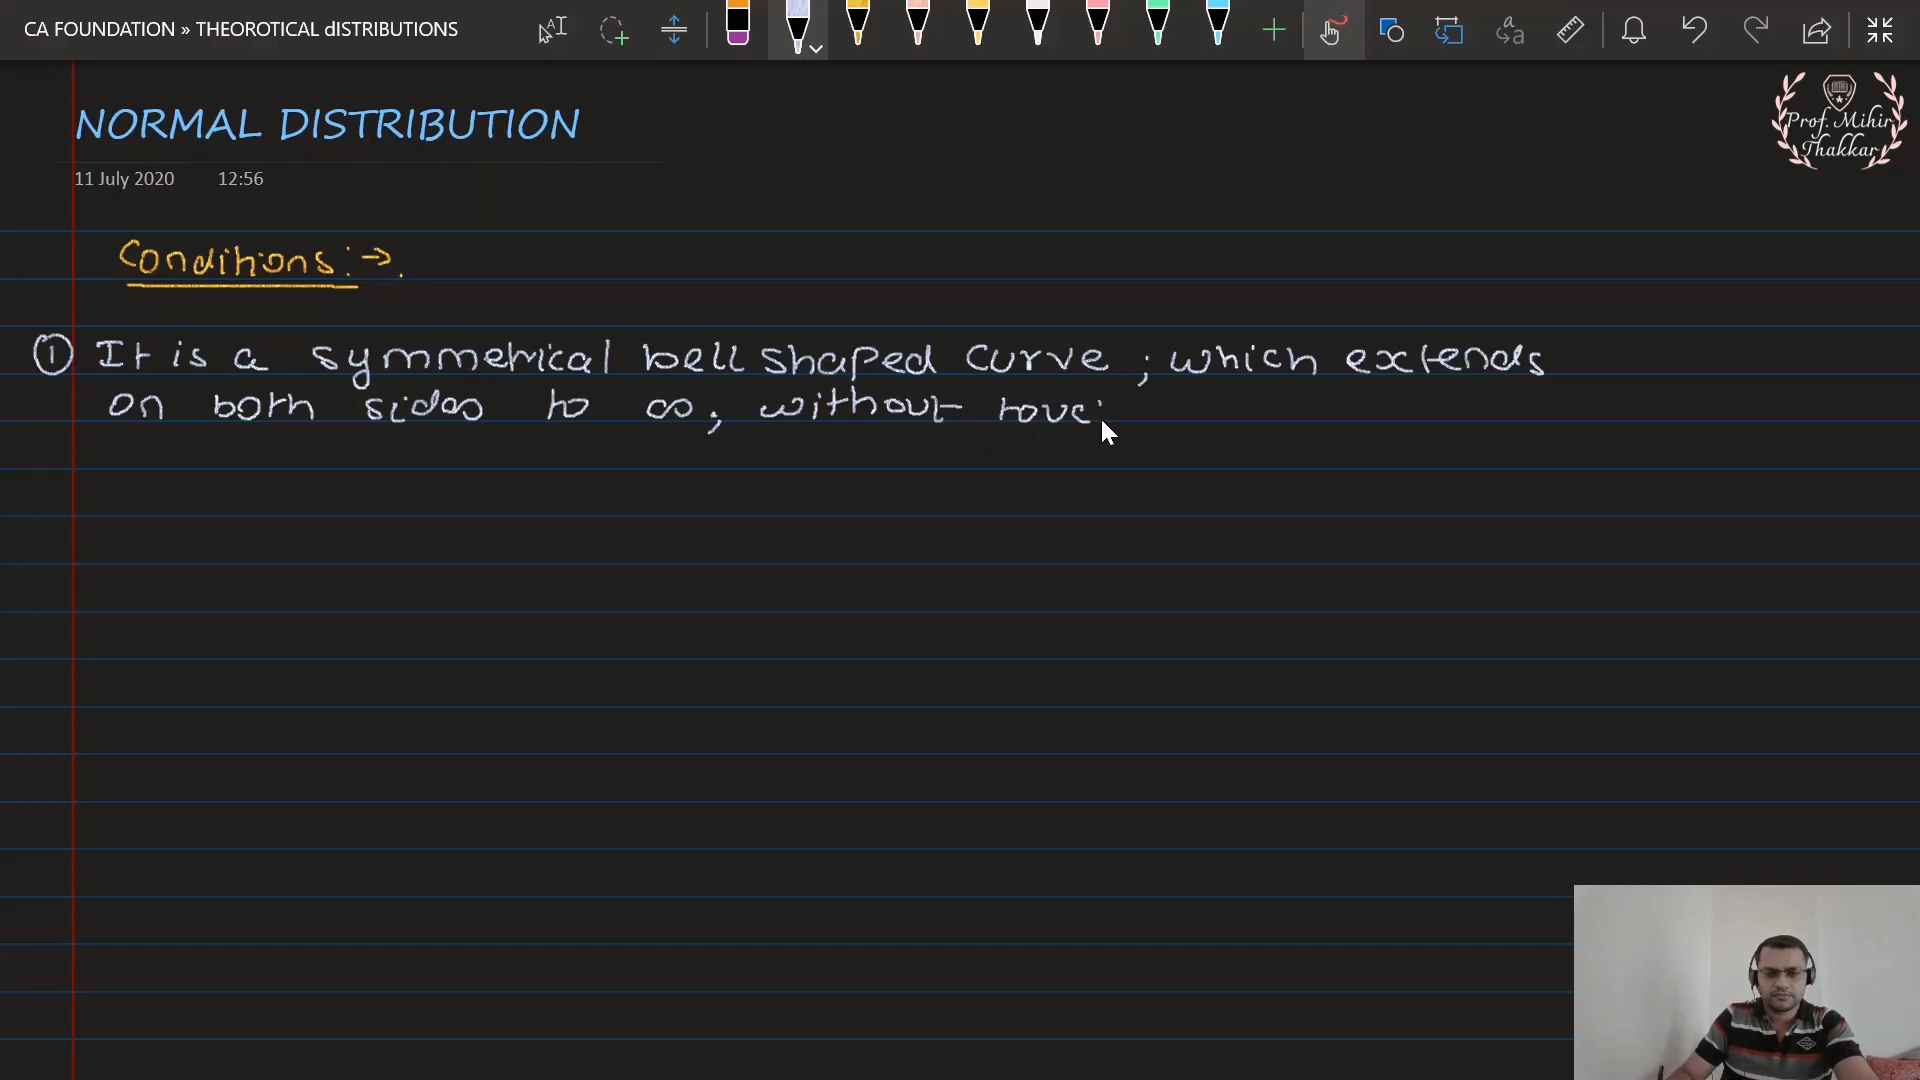 CA FOUNDATION » THEOROTICAL dISTRIBUTIONS
NORMAL DISTRIBUTION
Prof. Mihir
Thakkar
11 July 2020 12:56
Conditions :→.
① It is a symmetrical bell shaped curve ; which extends
on both sides to ∞ ; without touc